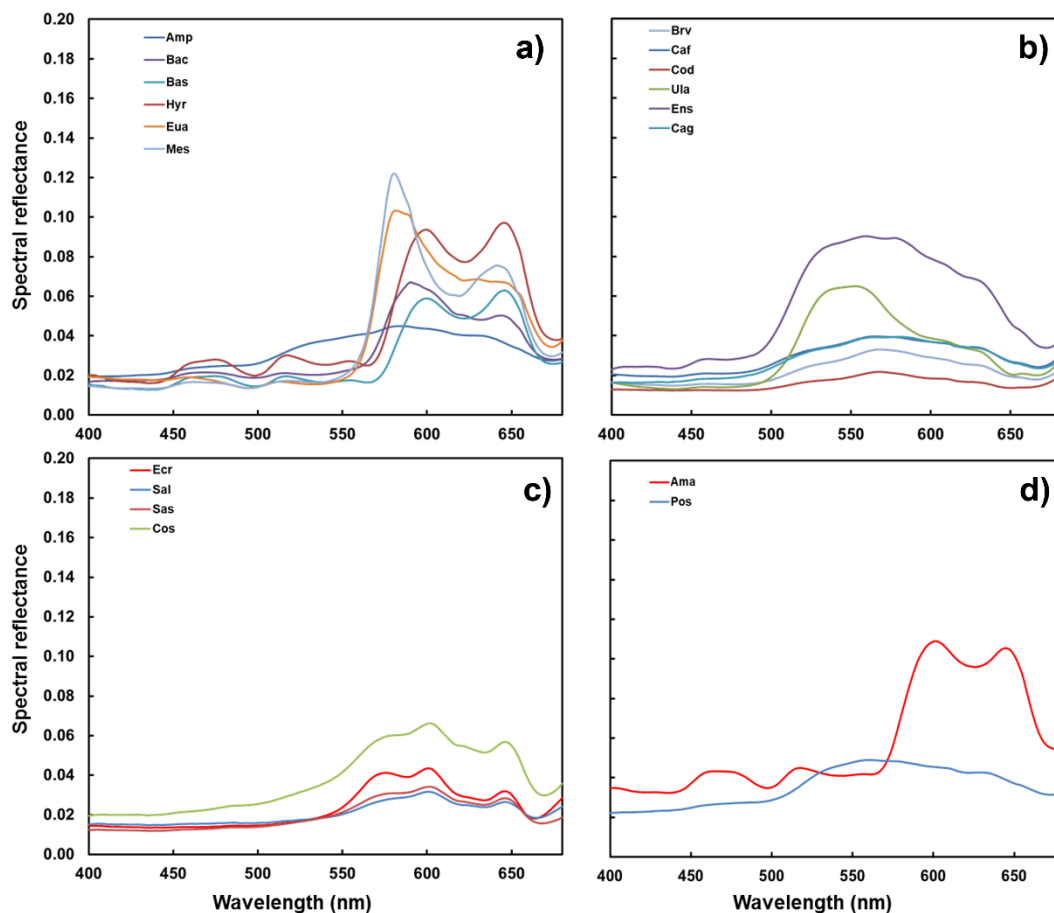 0.20
0.18
0.16
0.14
0.12
0.10
0.08
0.06
0.04
0.02
0.00
Spectral reflectance
Amp
Bac
Bas
Hyr
Eua
Mes
a)
400 450 500 550 600 650
Brv
Caf
Cod
Ula
Ens
Cag
b)
400 450 500 550 600 650
0.20
0.18
0.16
0.14
0.12
0.10
0.08
0.06
0.04
0.02
0.00
Spectral reflectance
Ecr
Sal
Sas
Cos
c)
400 450 500 550 600 650
Wavelength (nm)
Ama
Pos
d)
400 450 500 550 600 650
Wavelength (nm)